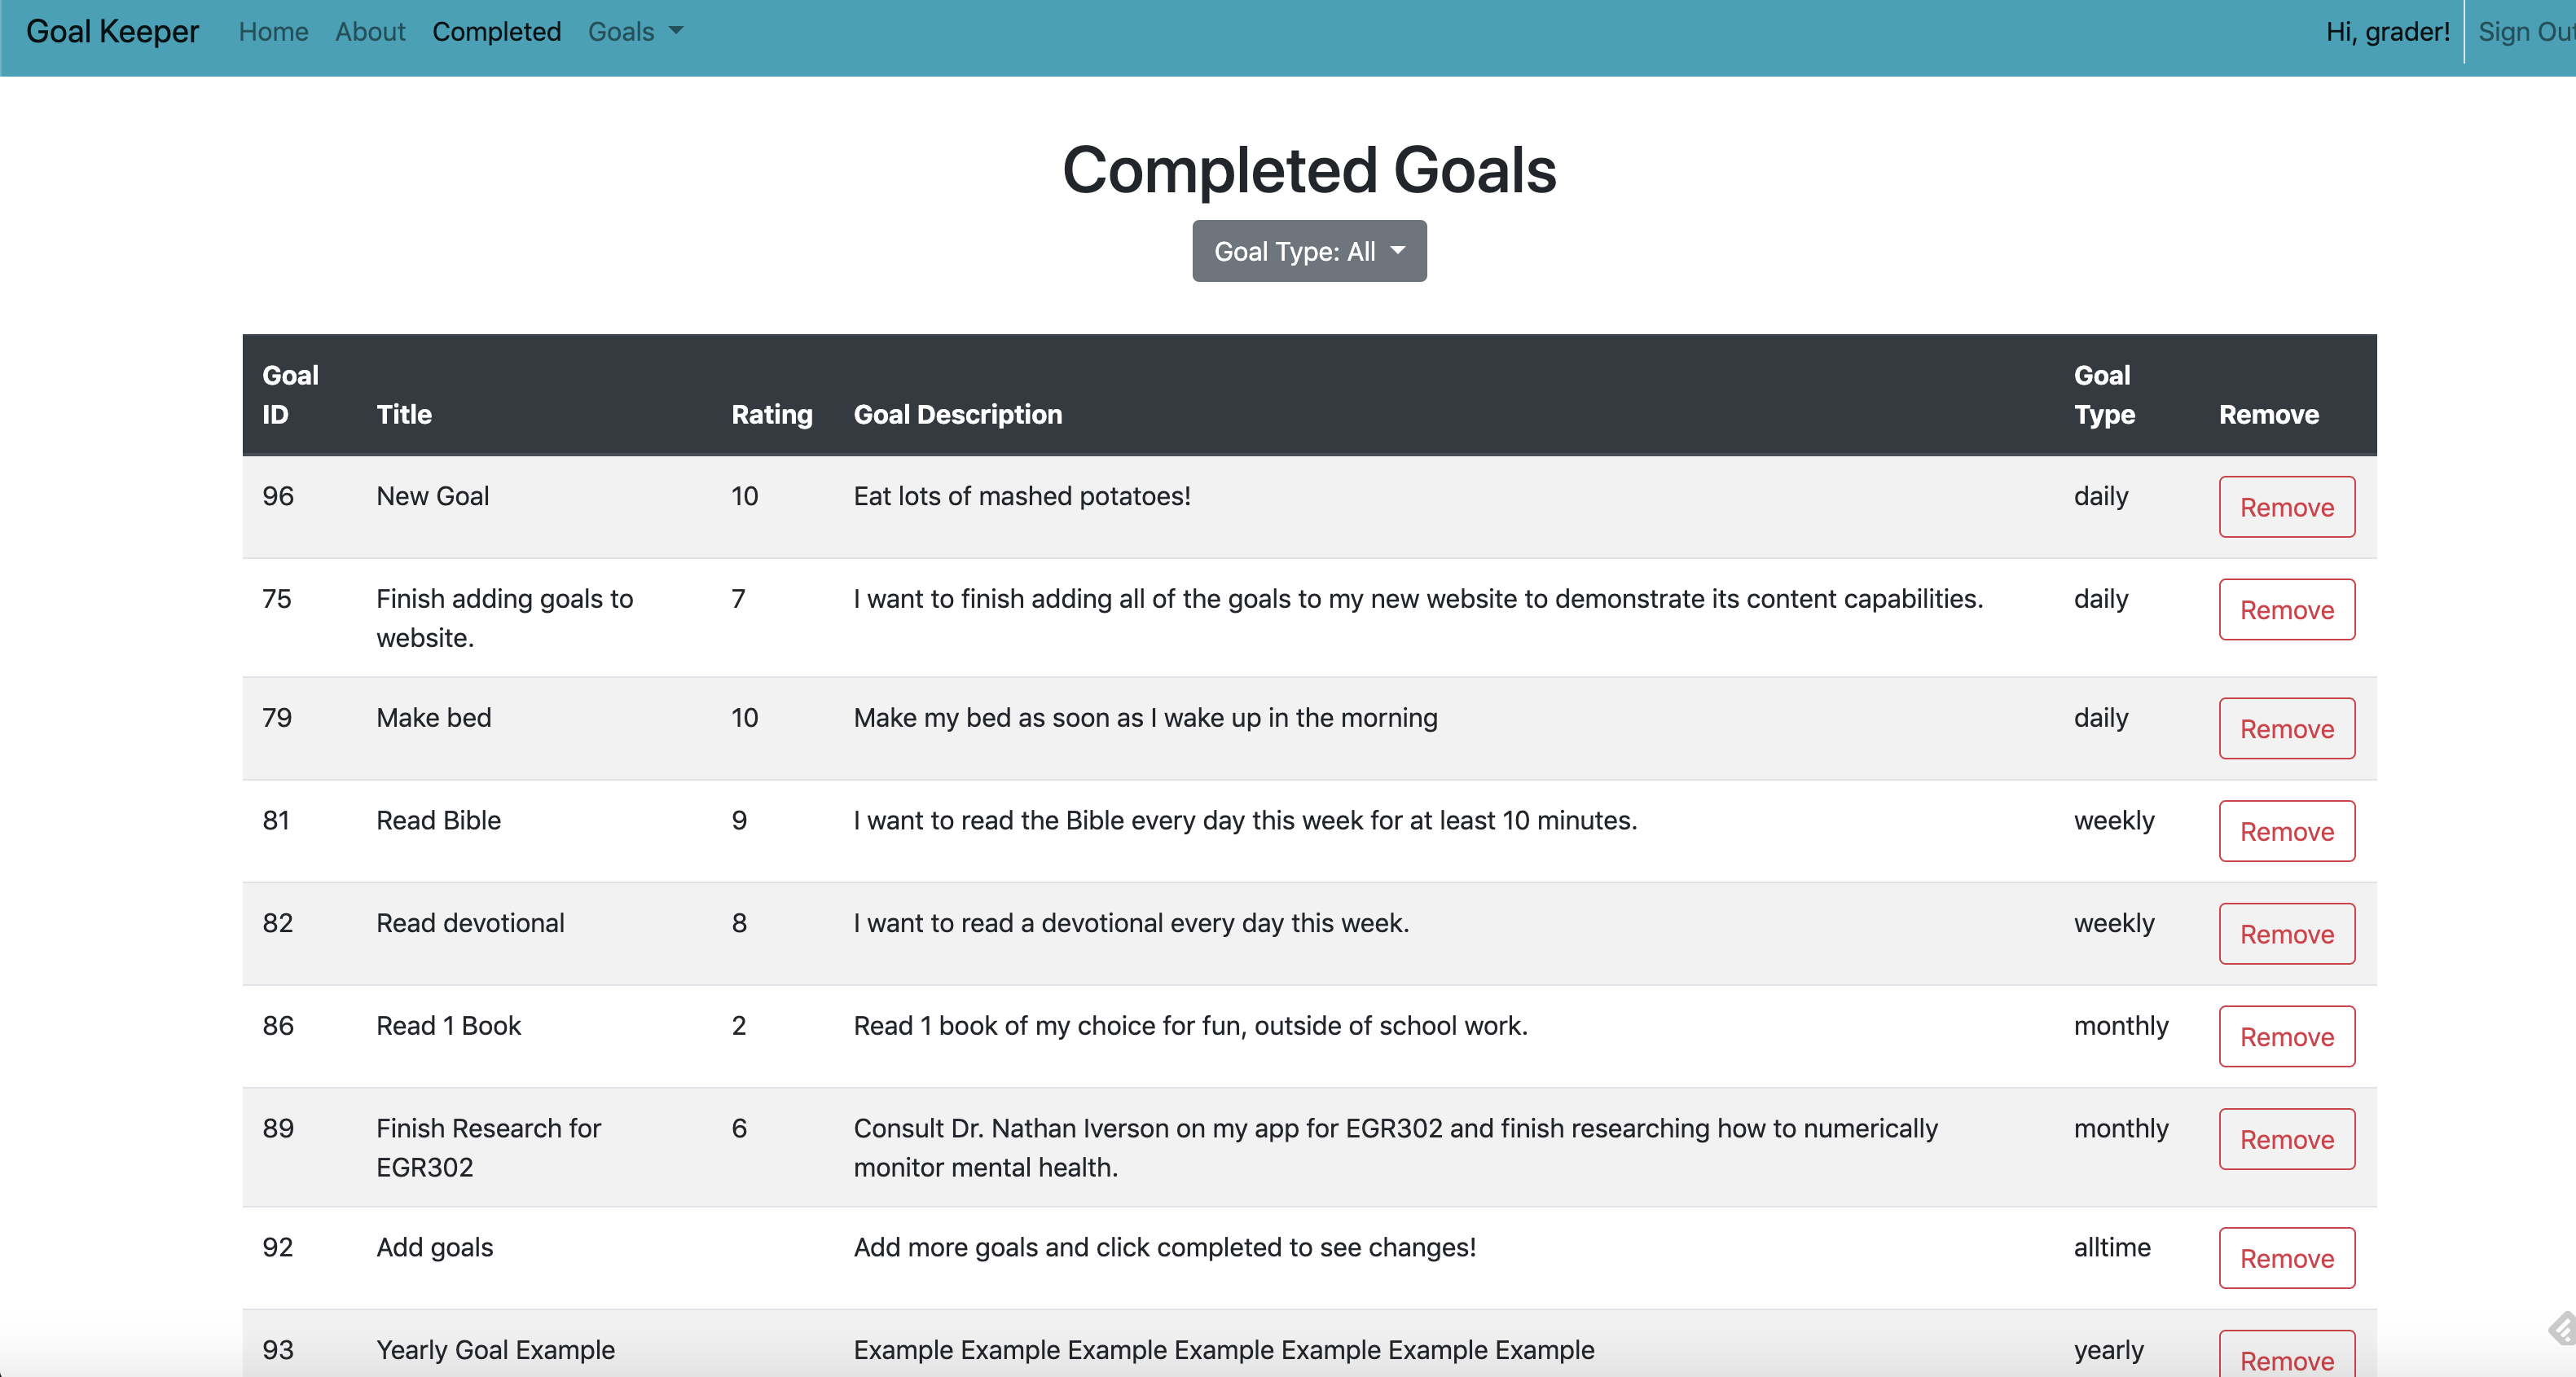 Goal Keeper Home About Completed Goals Hi, grader! Sign Out
Completed Goals
Goal Type: All
Goal ID Title Rating Goal Description Goal Type Remove
96 New Goal 10 Eat lots of mashed potatoes! daily Remove
75 Finish adding goals to website. 7 I want to finish adding all of the goals to my new website to demonstrate its content capabilities. daily Remove
79 Make bed 10 Make my bed as soon as I wake up in the morning daily Remove
81 Read Bible 9 I want to read the Bible every day this week for at least 10 minutes. weekly Remove
82 Read devotional 8 I want to read a devotional every day this week. weekly Remove
86 Read 1 Book 2 Read 1 book of my choice for fun, outside of school work. monthly Remove
89 Finish Research for EGR302 6 Consult Dr. Nathan Iverson on my app for EGR302 and finish researching how to numerically monitor mental health. monthly Remove
92 Add goals Add more goals and click completed to see changes! alltime Remove
93 Yearly Goal Example Example Example Example Example Example Example Example yearly Remove